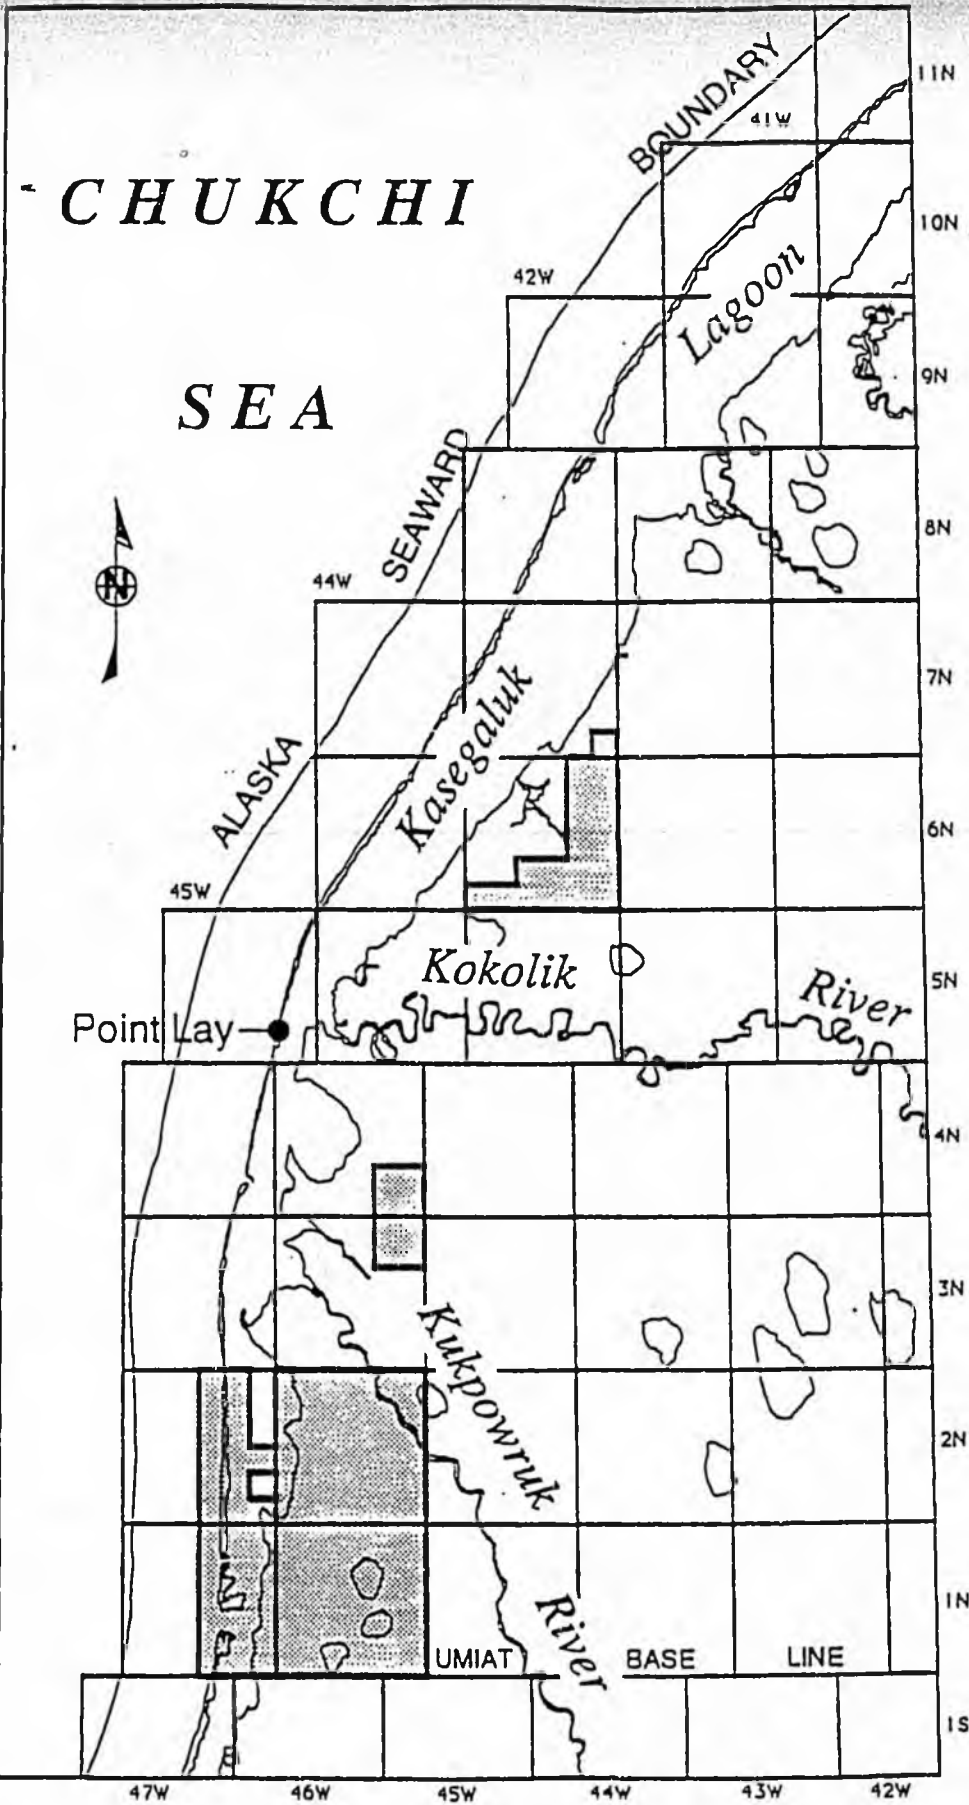 11N
BOUNDARY
41W
CHUKCHI
10N
Lagoon
42W
9N
SEA
SEAWARD
8N
44W
N
7N
Kasegaluk
ALASKA
6N
45W
Kokolik
River
5N
Point Lay
4N
3N
Kukpowruk
2N
River
1N
UMIAT BASE LINE
1S
47W 46W 45W 44W 43W 42W